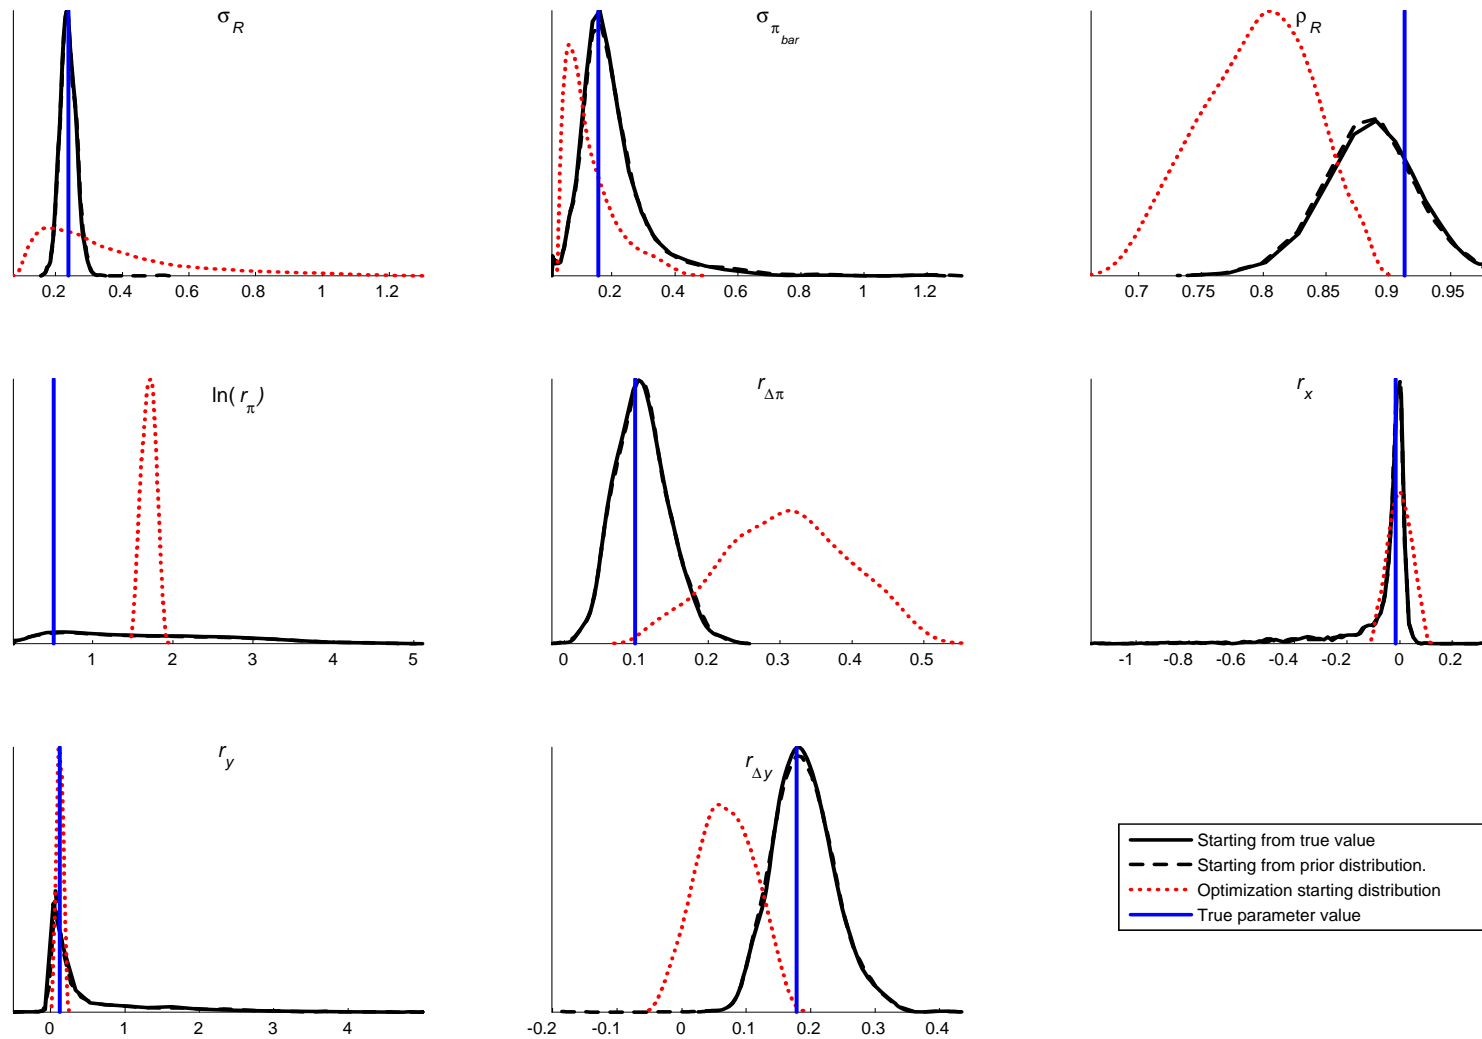 σ_R
σ_π_bar
ρ_R
0.2 0.4 0.6 0.8 1 1.2
0 0.2 0.4 0.6 0.8 1 1.2
0.7 0.75 0.8 0.85 0.9 0.95
ln(r_π)
r_Δπ
r_x
1 2 3 4 5
0 0.1 0.2 0.3 0.4 0.5
-1 -0.8 -0.6 -0.4 -0.2 0 0.2
r_y
r_Δy
0 1 2 3 4
-0.2 -0.1 0 0.1 0.2 0.3 0.4
Starting from true value
Starting from prior distribution.
Optimization starting distribution
True parameter value